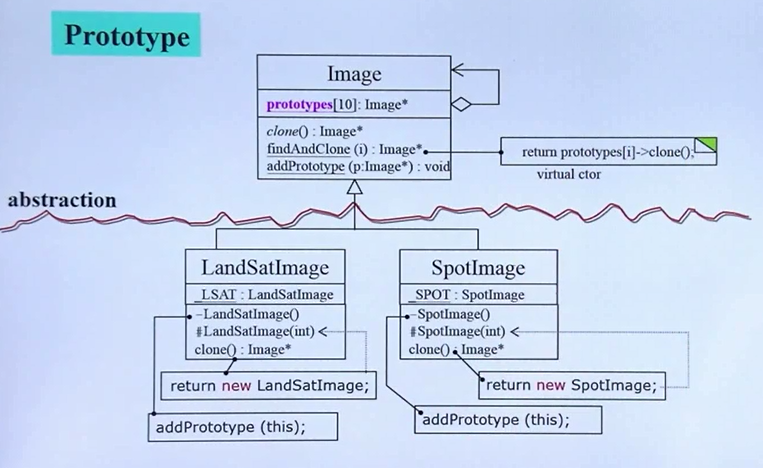 Prototype
Image
prototypes[10]: Image*
clone() : Image*
findAndClone (i) : Image*
addPrototype (p:Image*) : void
return prototypes[i]->clone();
virtual ctor
abstraction
LandSatImage
_LSAT : LandSatImage
-LandSatImage()
#LandSatImage(int)
clone() : Image*
return new LandSatImage;
addPrototype (this);
SpotImage
_SPOT : SpotImage
-SpotImage()
#SpotImage(int)
clone() : Image*
return new SpotImage;
addPrototype (this);